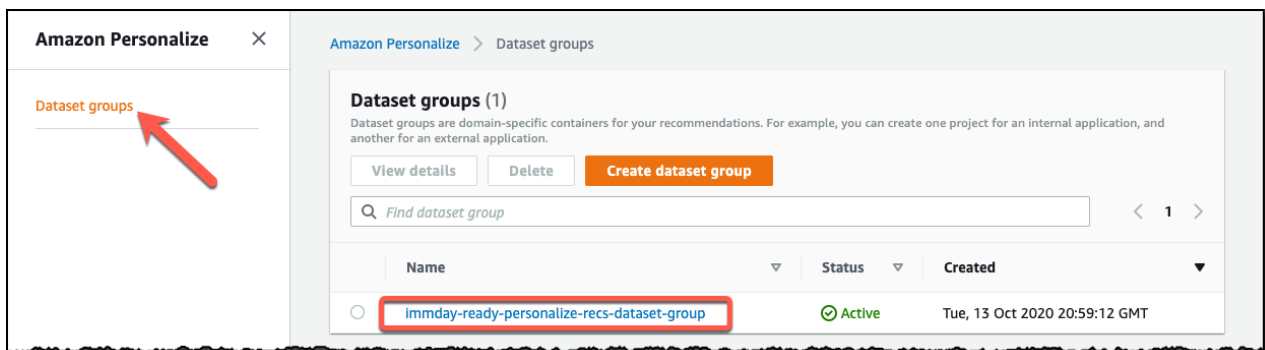 Amazon Personalize
Dataset groups
Amazon Personalize > Dataset groups
Dataset groups (1)
Dataset groups are domain-specific containers for your recommendations. For example, you can create one project for an internal application, and
another for an external application.
View details Delete Create dataset group
Find dataset group
1
Name Status Created
immday-ready-personalize-recs-dataset-group Active Tue, 13 Oct 2020 20:59:12 GMT